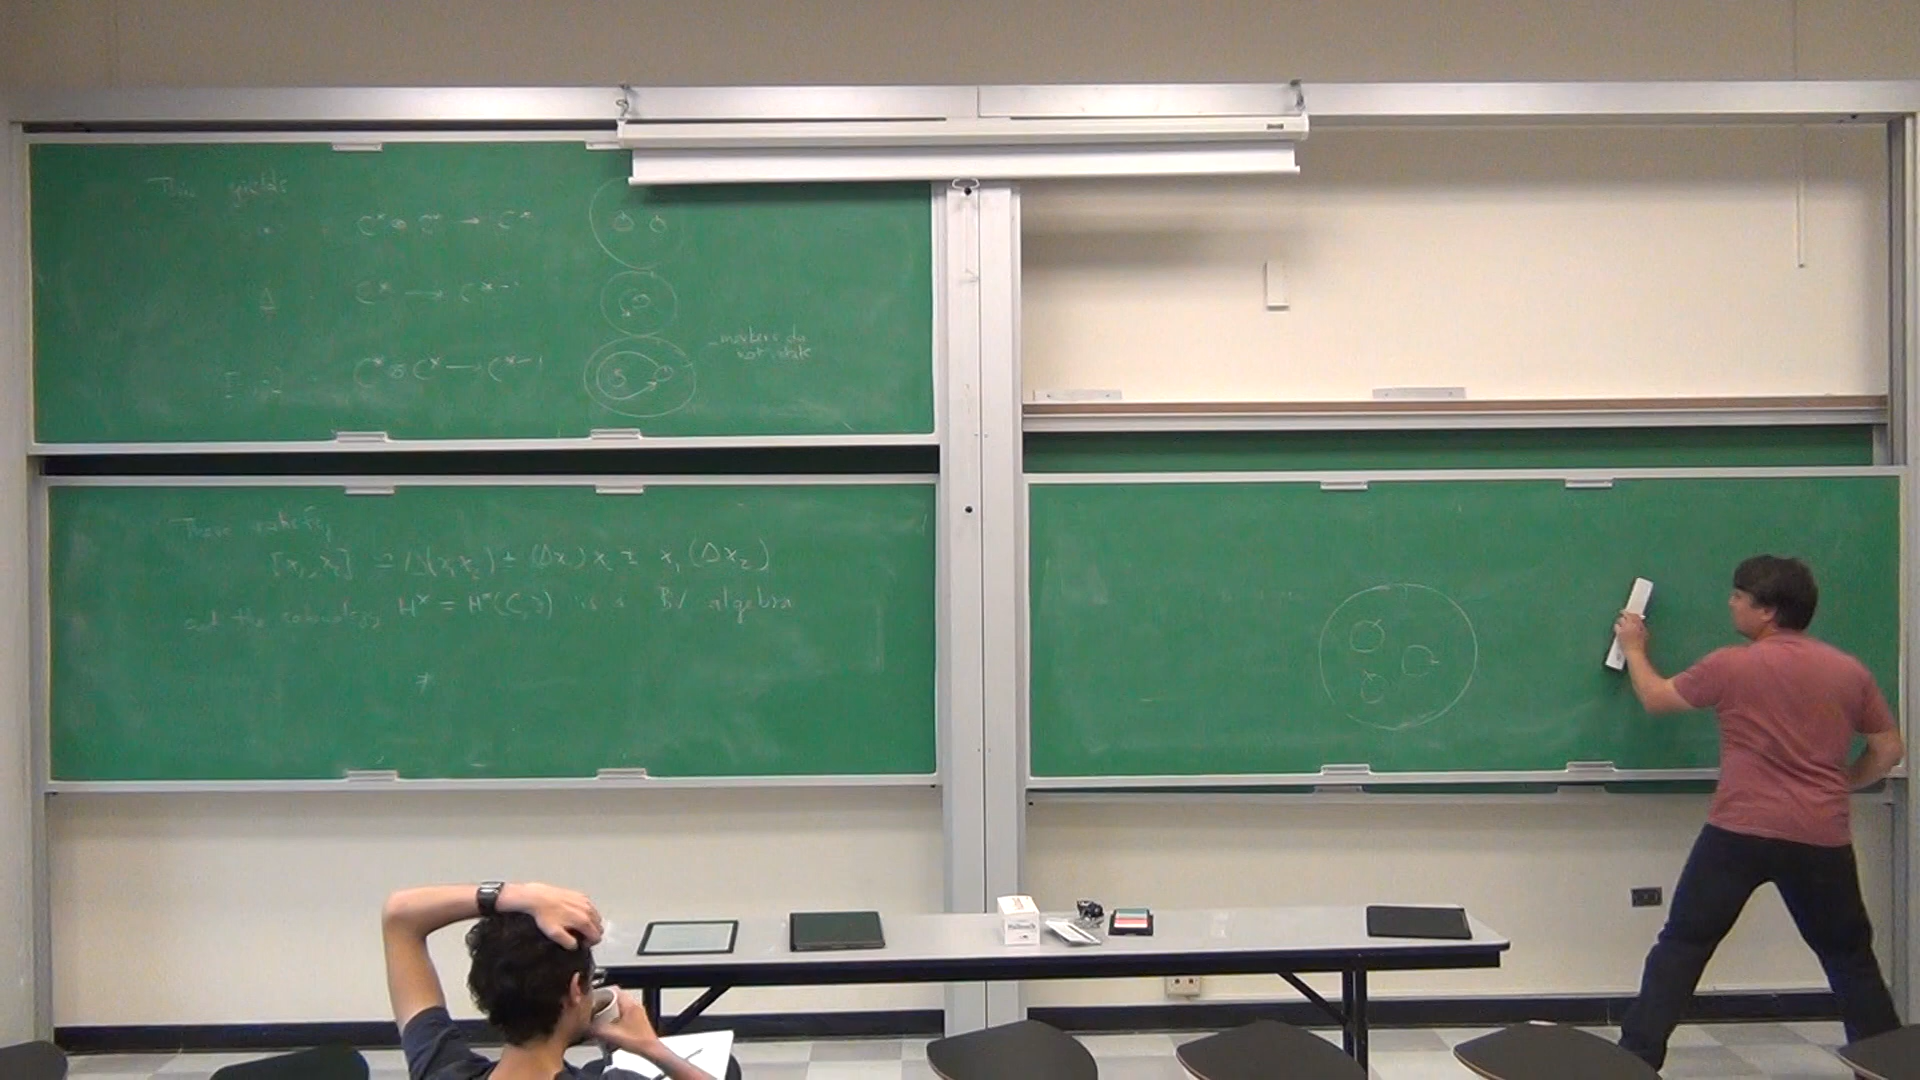 This yields
• C* ⊗ C* → C*
Δ C* → C*⁻¹
[·,·] C* ⊗ C* → C*⁻¹
markers do
not rotate
These satisfy
[x₁,x₂] ≃ Δ(x₁x₂) ± (Δx₁)x₂ ± x₁(Δx₂)
and the cohomology H* = H*(C,∂) is a BV algebra